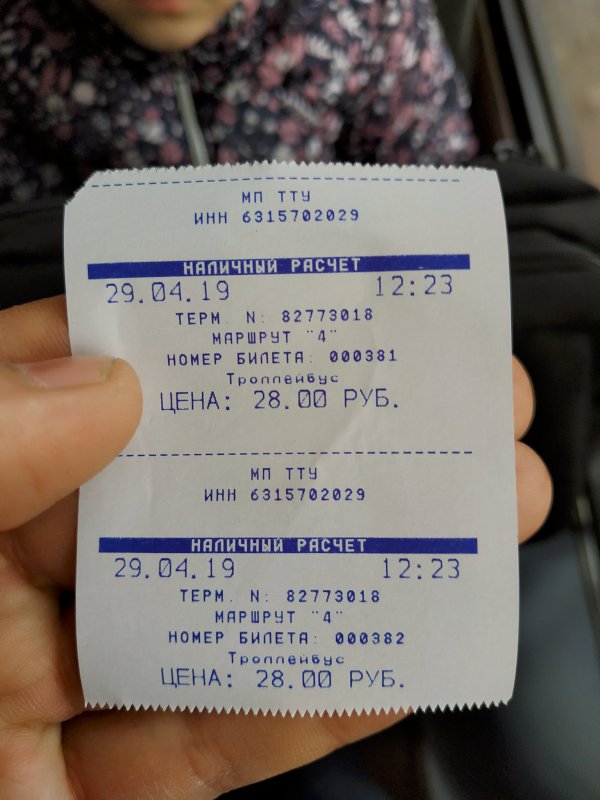 МП ТТУ
ИНН 6315702029
НАЛИЧНЫЙ РАСЧЕТ
29.04.19 12:23
ТЕРМ. N: 82773018
МАРШРУТ "4"
НОМЕР БИЛЕТА: 000381
Троллейбус
ЦЕНА: 28.00 РУБ.
МП ТТУ
ИНН 6315702029
НАЛИЧНЫЙ РАСЧЕТ
29.04.19 12:23
ТЕРМ. N: 82773018
МАРШРУТ "4"
НОМЕР БИЛЕТА: 000382
Троллейбус
ЦЕНА: 28.00 РУБ.